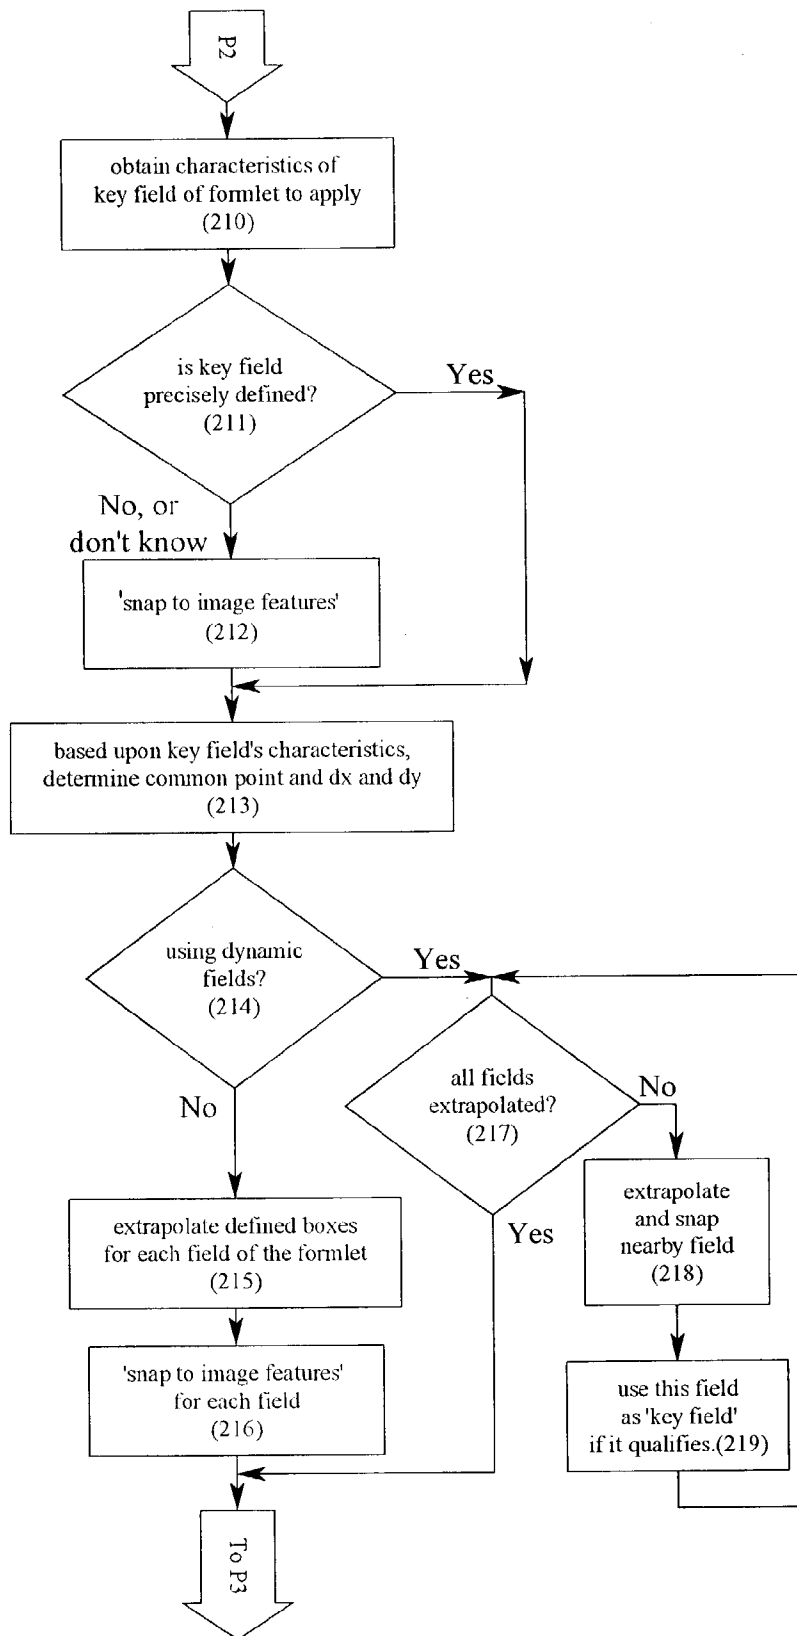 P2
obtain characteristics of
key field of formlet to apply
(210)
is key field
precisely defined?
(211)
Yes
No, or
don't know
'snap to image features'
(212)
based upon key field's characteristics,
determine common point and dx and dy
(213)
using dynamic
fields?
(214)
Yes
No
all fields
extrapolated?
(217)
No
Yes
extrapolate
and snap
nearby field
(218)
extrapolate defined boxes
for each field of the formlet
(215)
'snap to image features'
for each field
(216)
use this field
as 'key field'
if it qualifies.(219)
To P3